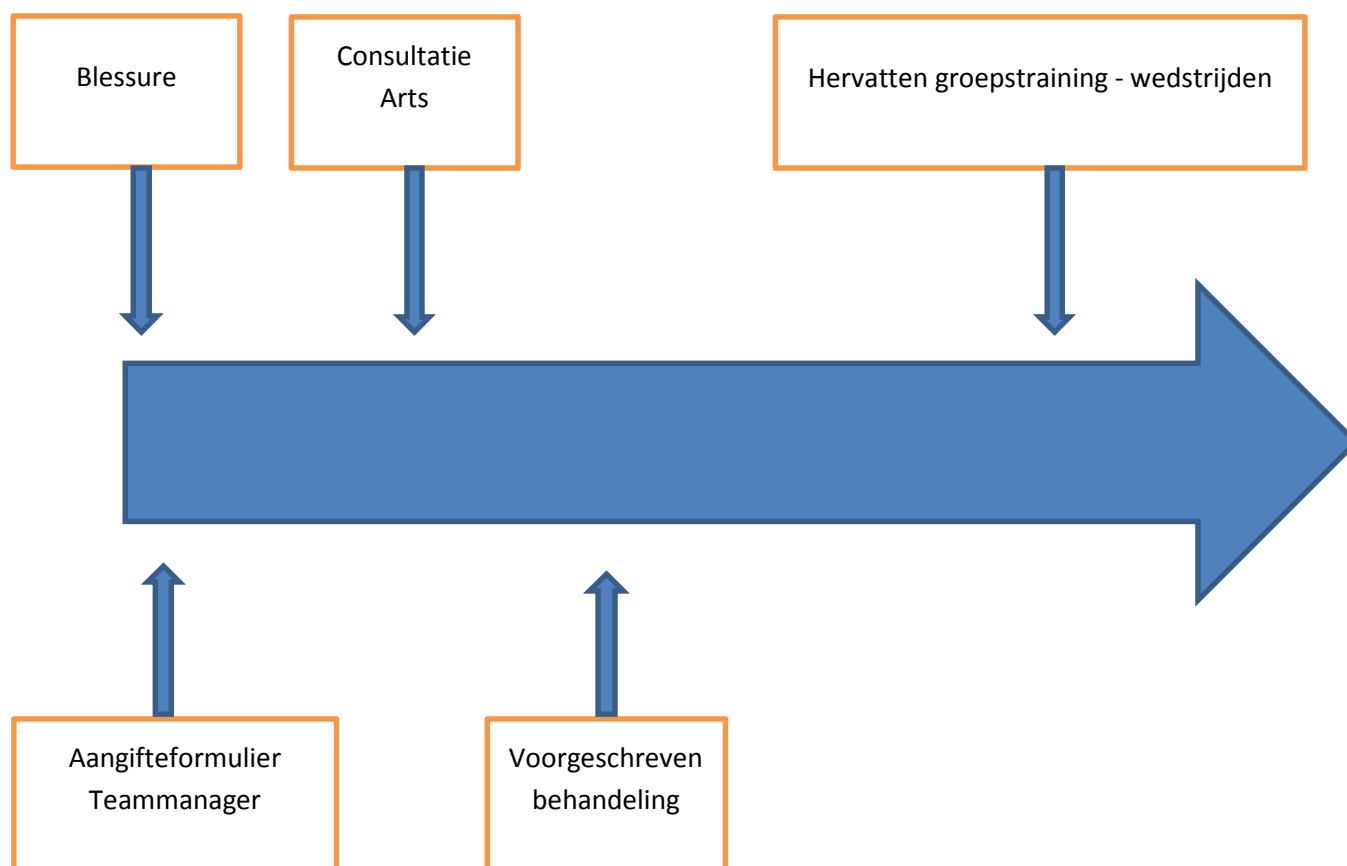 Blessure
Consultatie
Arts
Hervatten groepstraining - wedstrijden
Aangifteformulier
Teammanager
Voorgeschreven
behandeling